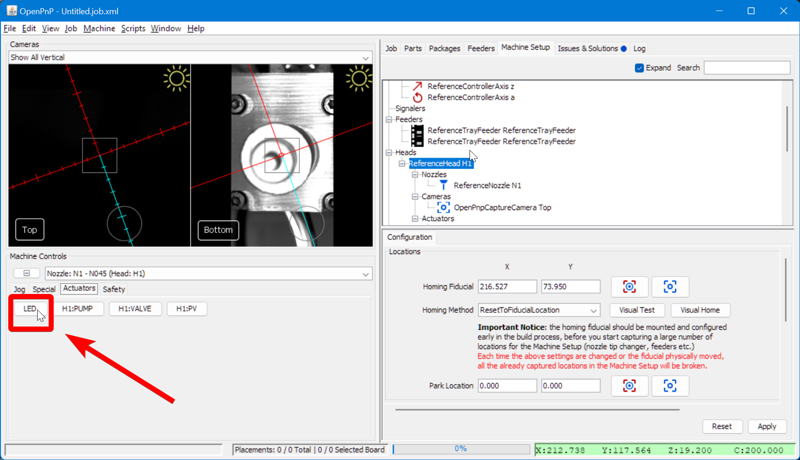 OpenPnP - Untitled.job.xml
File Edit View Job Machine Scripts Window Help
Cameras
Show All Vertical
Top
Bottom
Machine Controls
Nozzle: N1 - N045 (Head: H1)
Jog Special Actuators Safety
LED H1:PUMP H1:VALVE H1:PV
Job Parts Packages Feeders Machine Setup Issues & Solutions Log
Expand Search
ReferenceControllerAxis z
ReferenceControllerAxis a
Signalers
Feeders
ReferenceTrayFeeder ReferenceTrayFeeder
ReferenceTrayFeeder ReferenceTrayFeeder
Heads
ReferenceHead H1
Nozzles
ReferenceNozzle N1
Cameras
OpenPnpCaptureCamera Top
Actuators
Configuration
Locations
X Y
Homing Fiducial 216.527 73.950
Homing Method ResetToFiducialLocation Visual Test Visual Home
Important Notice: the homing fiducial should be mounted and configured
early in the build process, before you start capturing a large number of
locations for the Machine Setup (nozzle tip changer, feeders etc.)
Each time the above settings are changed or the fiducial physically moved,
all the already captured locations in the Machine Setup will be broken.
Park Location 0.000 0.000
Reset Apply
Placements: 0 / 0 Total | 0 / 0 Selected Board 0% X:212.738 Y:117.564 Z:19.200 C:200.000